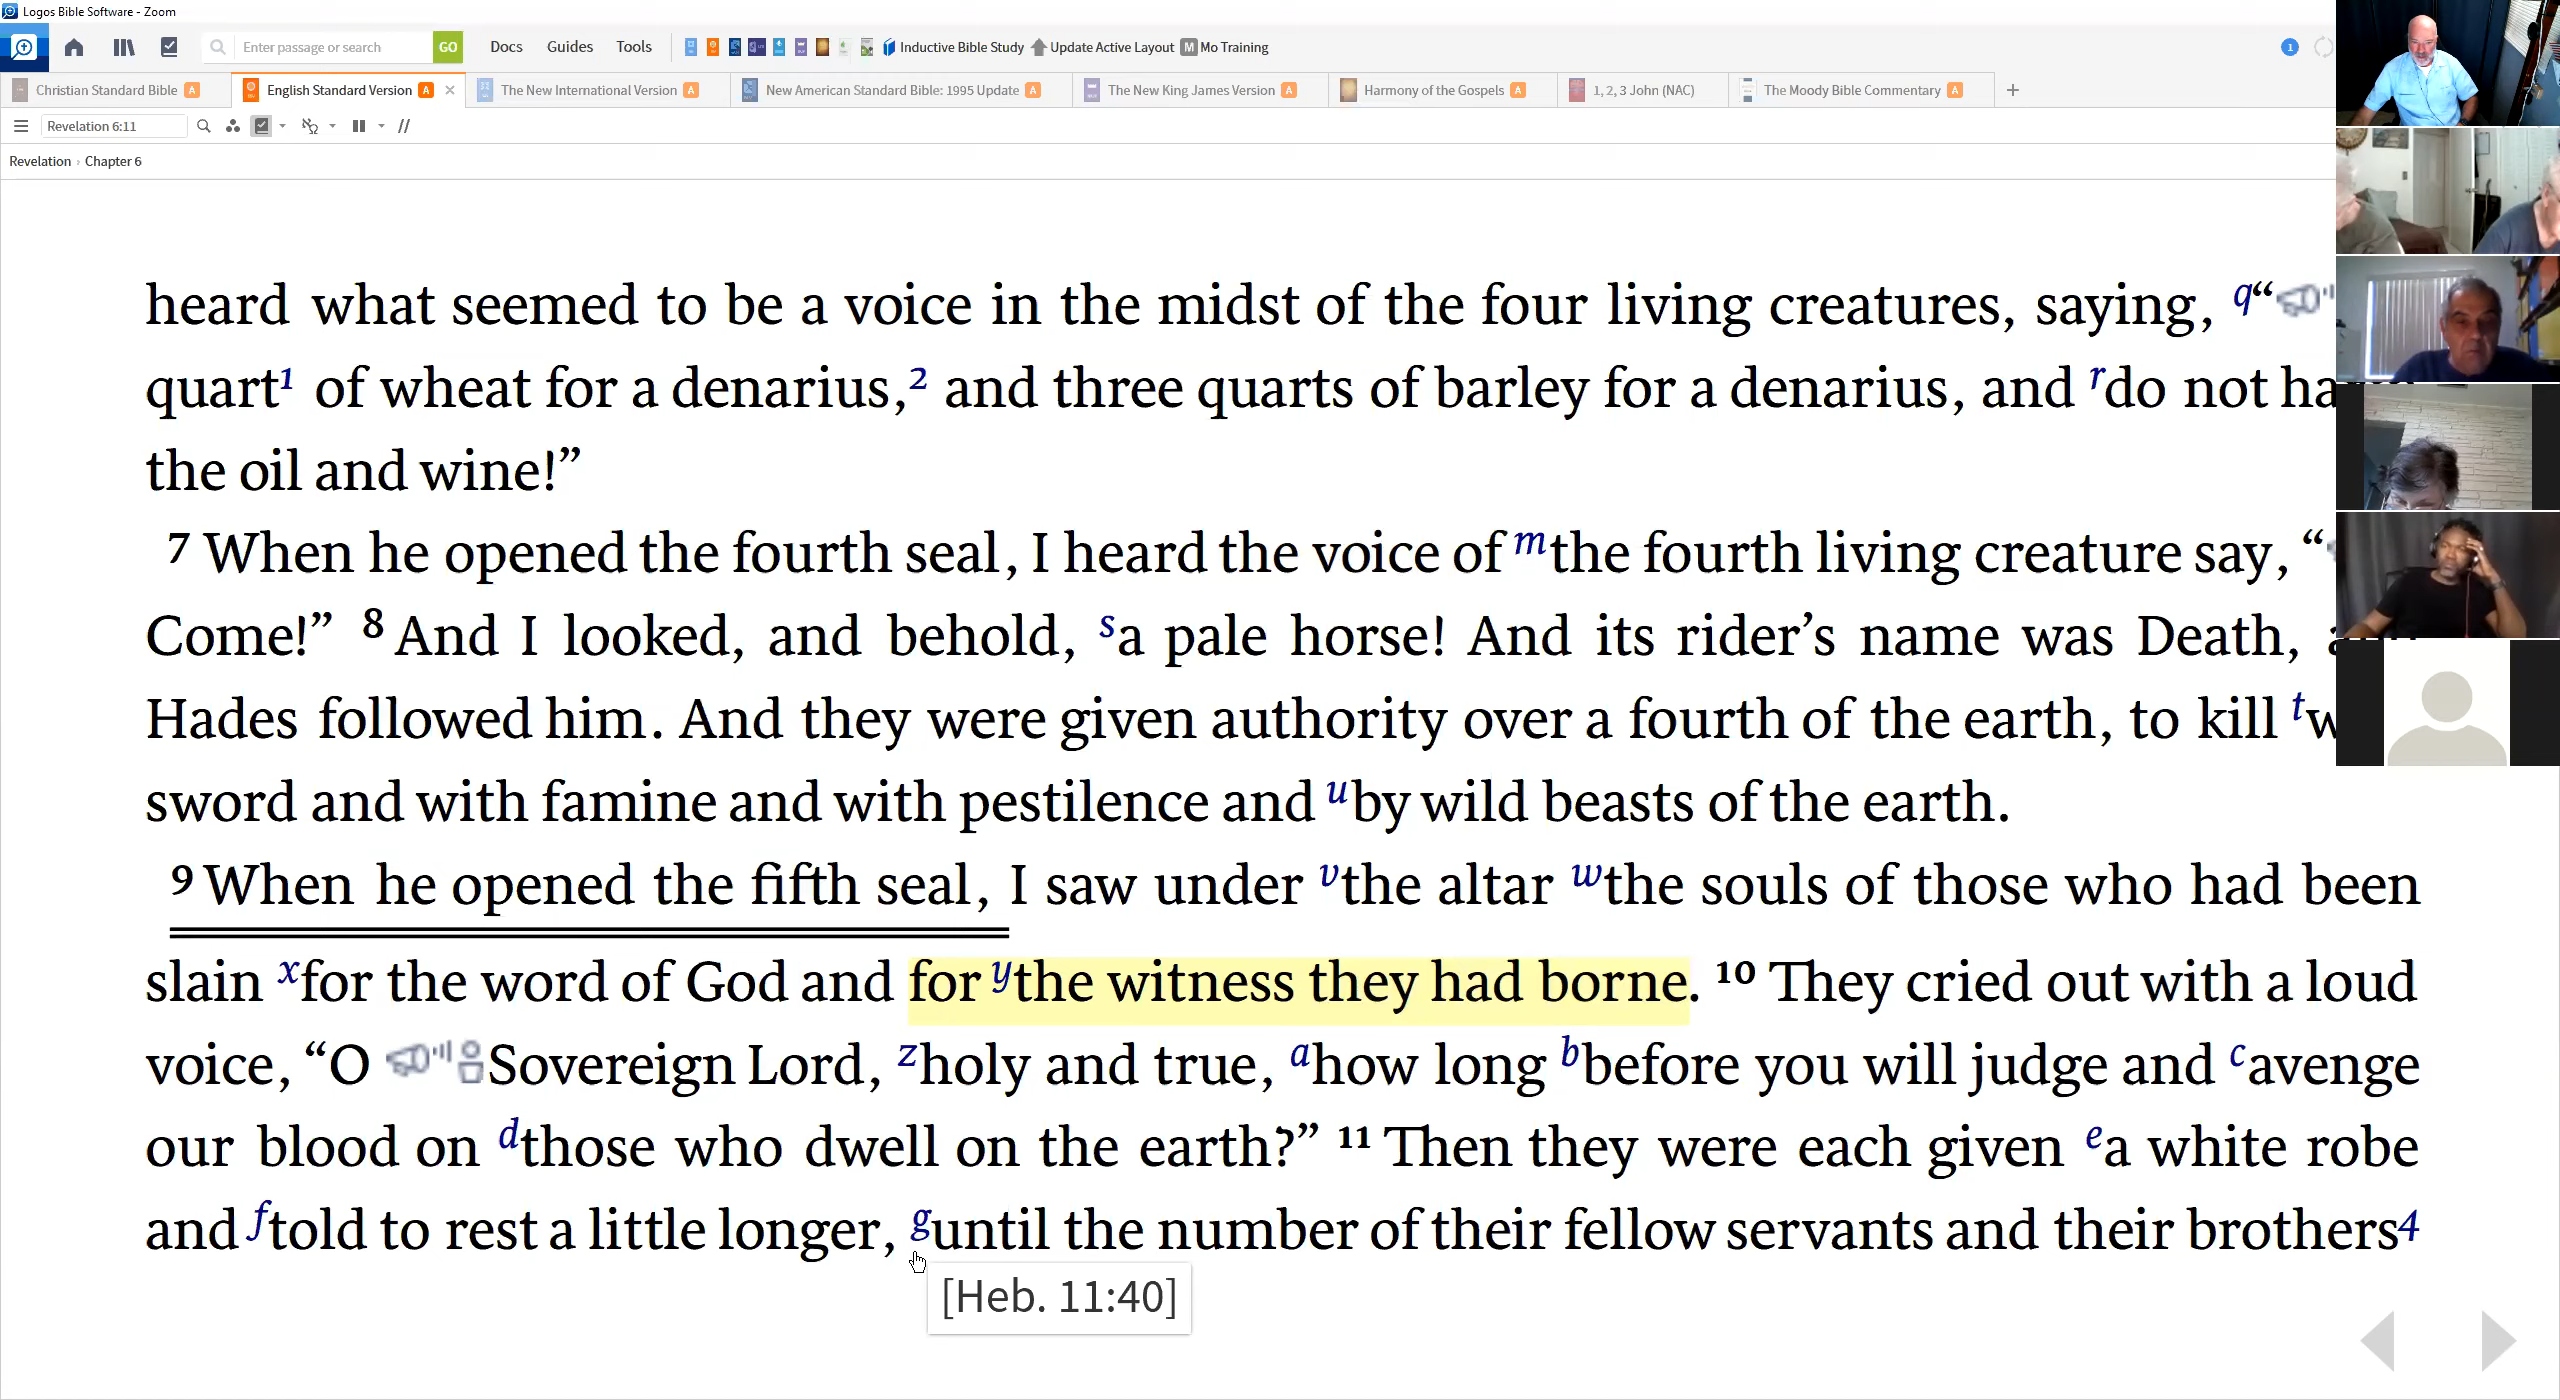 Logos Bible Software - Zoom
Enter passage or search GO Docs Guides Tools Inductive Bible Study Update Active Layout M Mo Training 1
Christian Standard Bible A English Standard Version A The New International Version A New American Standard Bible: 1995 Update A The New King James Version A Harmony of the Gospels A 1, 2, 3 John (NAC) The Moody Bible Commentary A
Revelation 6:11
Revelation › Chapter 6
heard what seemed to be a voice in the midst of the four living creatures, saying, q“
quart1 of wheat for a denarius,2 and three quarts of barley for a denarius, and rdo not
the oil and wine!”
7 When he opened the fourth seal, I heard the voice of mthe fourth living creature say, “
Come!” 8 And I looked, and behold, sa pale horse! And its rider’s name was Death,
Hades followed him. And they were given authority over a fourth of the earth, to kill t
sword and with famine and with pestilence and uby wild beasts of the earth.
9 When he opened the fifth seal, I saw under vthe altar wthe souls of those who had been
slain xfor the word of God and for ythe witness they had borne. 10 They cried out with a loud
voice, “O Sovereign Lord, zholy and true, ahow long bbefore you will judge and cavenge
our blood on dthose who dwell on the earth?” 11 Then they were each given ea white robe
and ftold to rest a little longer, guntil the number of their fellow servants and their brothers4
[Heb. 11:40]